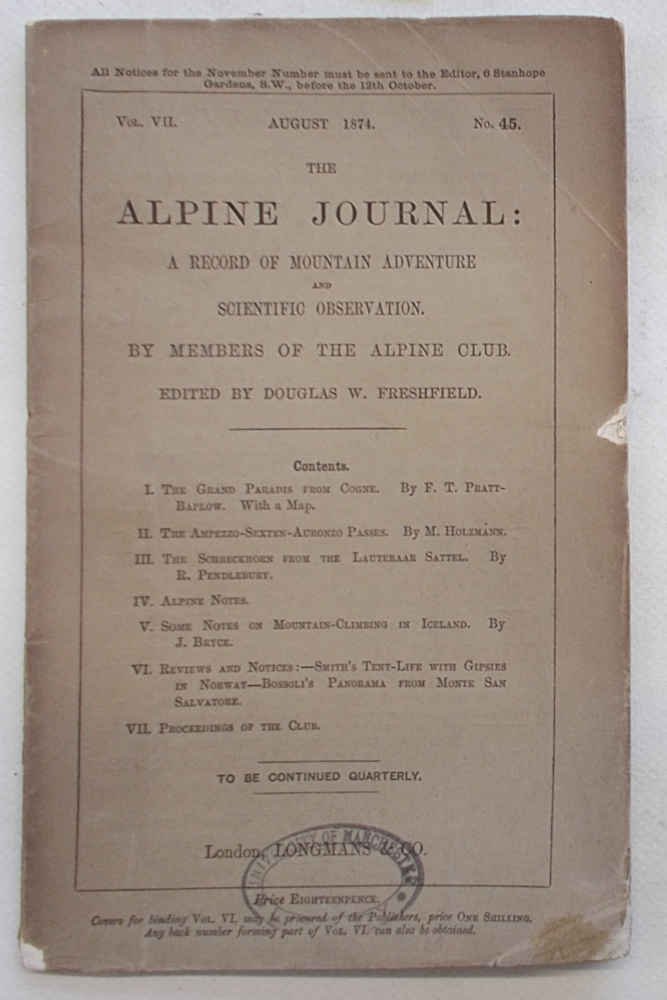 All Notices for the November Number must be sent to the Editor, 6 Stanhope
Gardens, S.W., before the 12th October.
Vol. VII. AUGUST 1874. No. 45.
THE
ALPINE JOURNAL:
A RECORD OF MOUNTAIN ADVENTURE
AND
SCIENTIFIC OBSERVATION.
BY MEMBERS OF THE ALPINE CLUB.
EDITED BY DOUGLAS W. FRESHFIELD.
Contents.
I. The Grand Paradis from Cogne. By F. T. Pratt-
Barlow. With a Map.
II. The Ampezzo-Sexten-Auronzo Passes. By M. Holzmann.
III. The Schreckhorn from the Lauteraar Sattel. By
R. Pendlebury.
IV. Alpine Notes.
V. Some Notes on Mountain-Climbing in Iceland. By
J. Bryce.
VI. Reviews and Notices:—Smith's Tent-Life with Gipsies
in Norway—Bossoli's Panorama from Monte San
Salvatore.
VII. Proceedings of the Club.
TO BE CONTINUED QUARTERLY.
UNIVERSITY OF MANCHESTER
London, LONGMANS & CO.
Price Eighteenpence.
Covers for binding Vol. VI. may be procured of the Publishers, price One Shilling.
Any back number forming part of Vol. VI. can also be obtained.